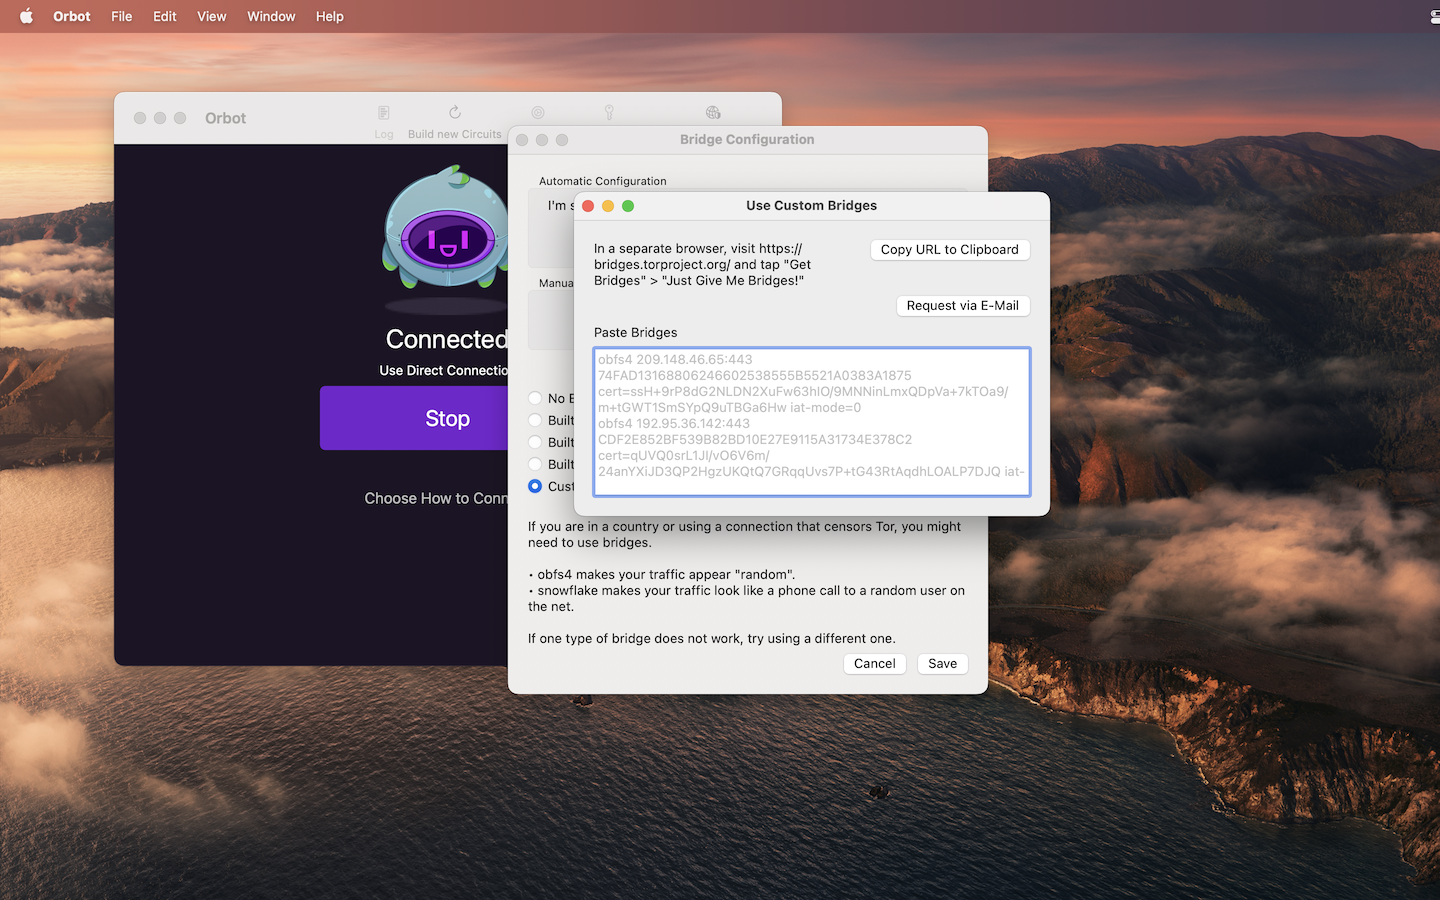 Orbot File Edit View Window Help
Orbot
Log
Build new Circuits
Connected
Use Direct Connectio
Stop
Choose How to Conn
Bridge Configuration
Automatic Configuration
I'm s
Manua
No B
Built
Built
Built
Cust
Use Custom Bridges
In a separate browser, visit https://
bridges.torproject.org/ and tap "Get
Bridges" > "Just Give Me Bridges!"
Copy URL to Clipboard
Request via E-Mail
Paste Bridges
obfs4 209.148.46.65:443
74FAD13168806246602538555B5521A0383A1875
cert=ssH+9rP8dG2NLDN2XuFw63hIO/9MNNinLmxQDpVa+7kTOa9/
m+tGWT1SmSYpQ9uTBGa6Hw iat-mode=0
obfs4 192.95.36.142:443
CDF2E852BF539B82BD10E27E9115A31734E378C2
cert=qUVQ0srL1JI/vO6V6m/
24anYXiJD3QP2HgzUKQtQ7GRqqUvs7P+tG43RtAqdhLOALP7DJQ iat-
If you are in a country or using a connection that censors Tor, you might
need to use bridges.
• obfs4 makes your traffic appear "random".
• snowflake makes your traffic look like a phone call to a random user on
the net.
If one type of bridge does not work, try using a different one.
Cancel
Save